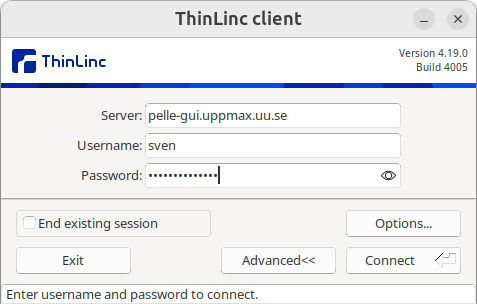 ThinLinc client
ThinLinc
Version 4.19.0
Build 4005
Server: pelle-gui.uppmax.uu.se
Username: sven
Password: ••••••••••••••
End existing session
Options...
Exit
Advanced<<
Connect
Enter username and password to connect.